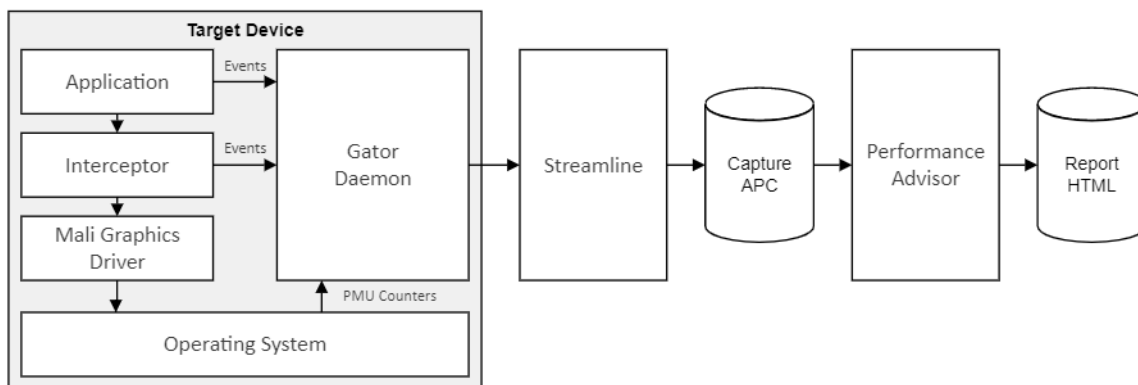 Target Device
Application
Events
Interceptor
Events
Gator
Daemon
Mali Graphics
Driver
PMU Counters
Operating System
Streamline
Capture
APC
Performance
Advisor
Report
HTML